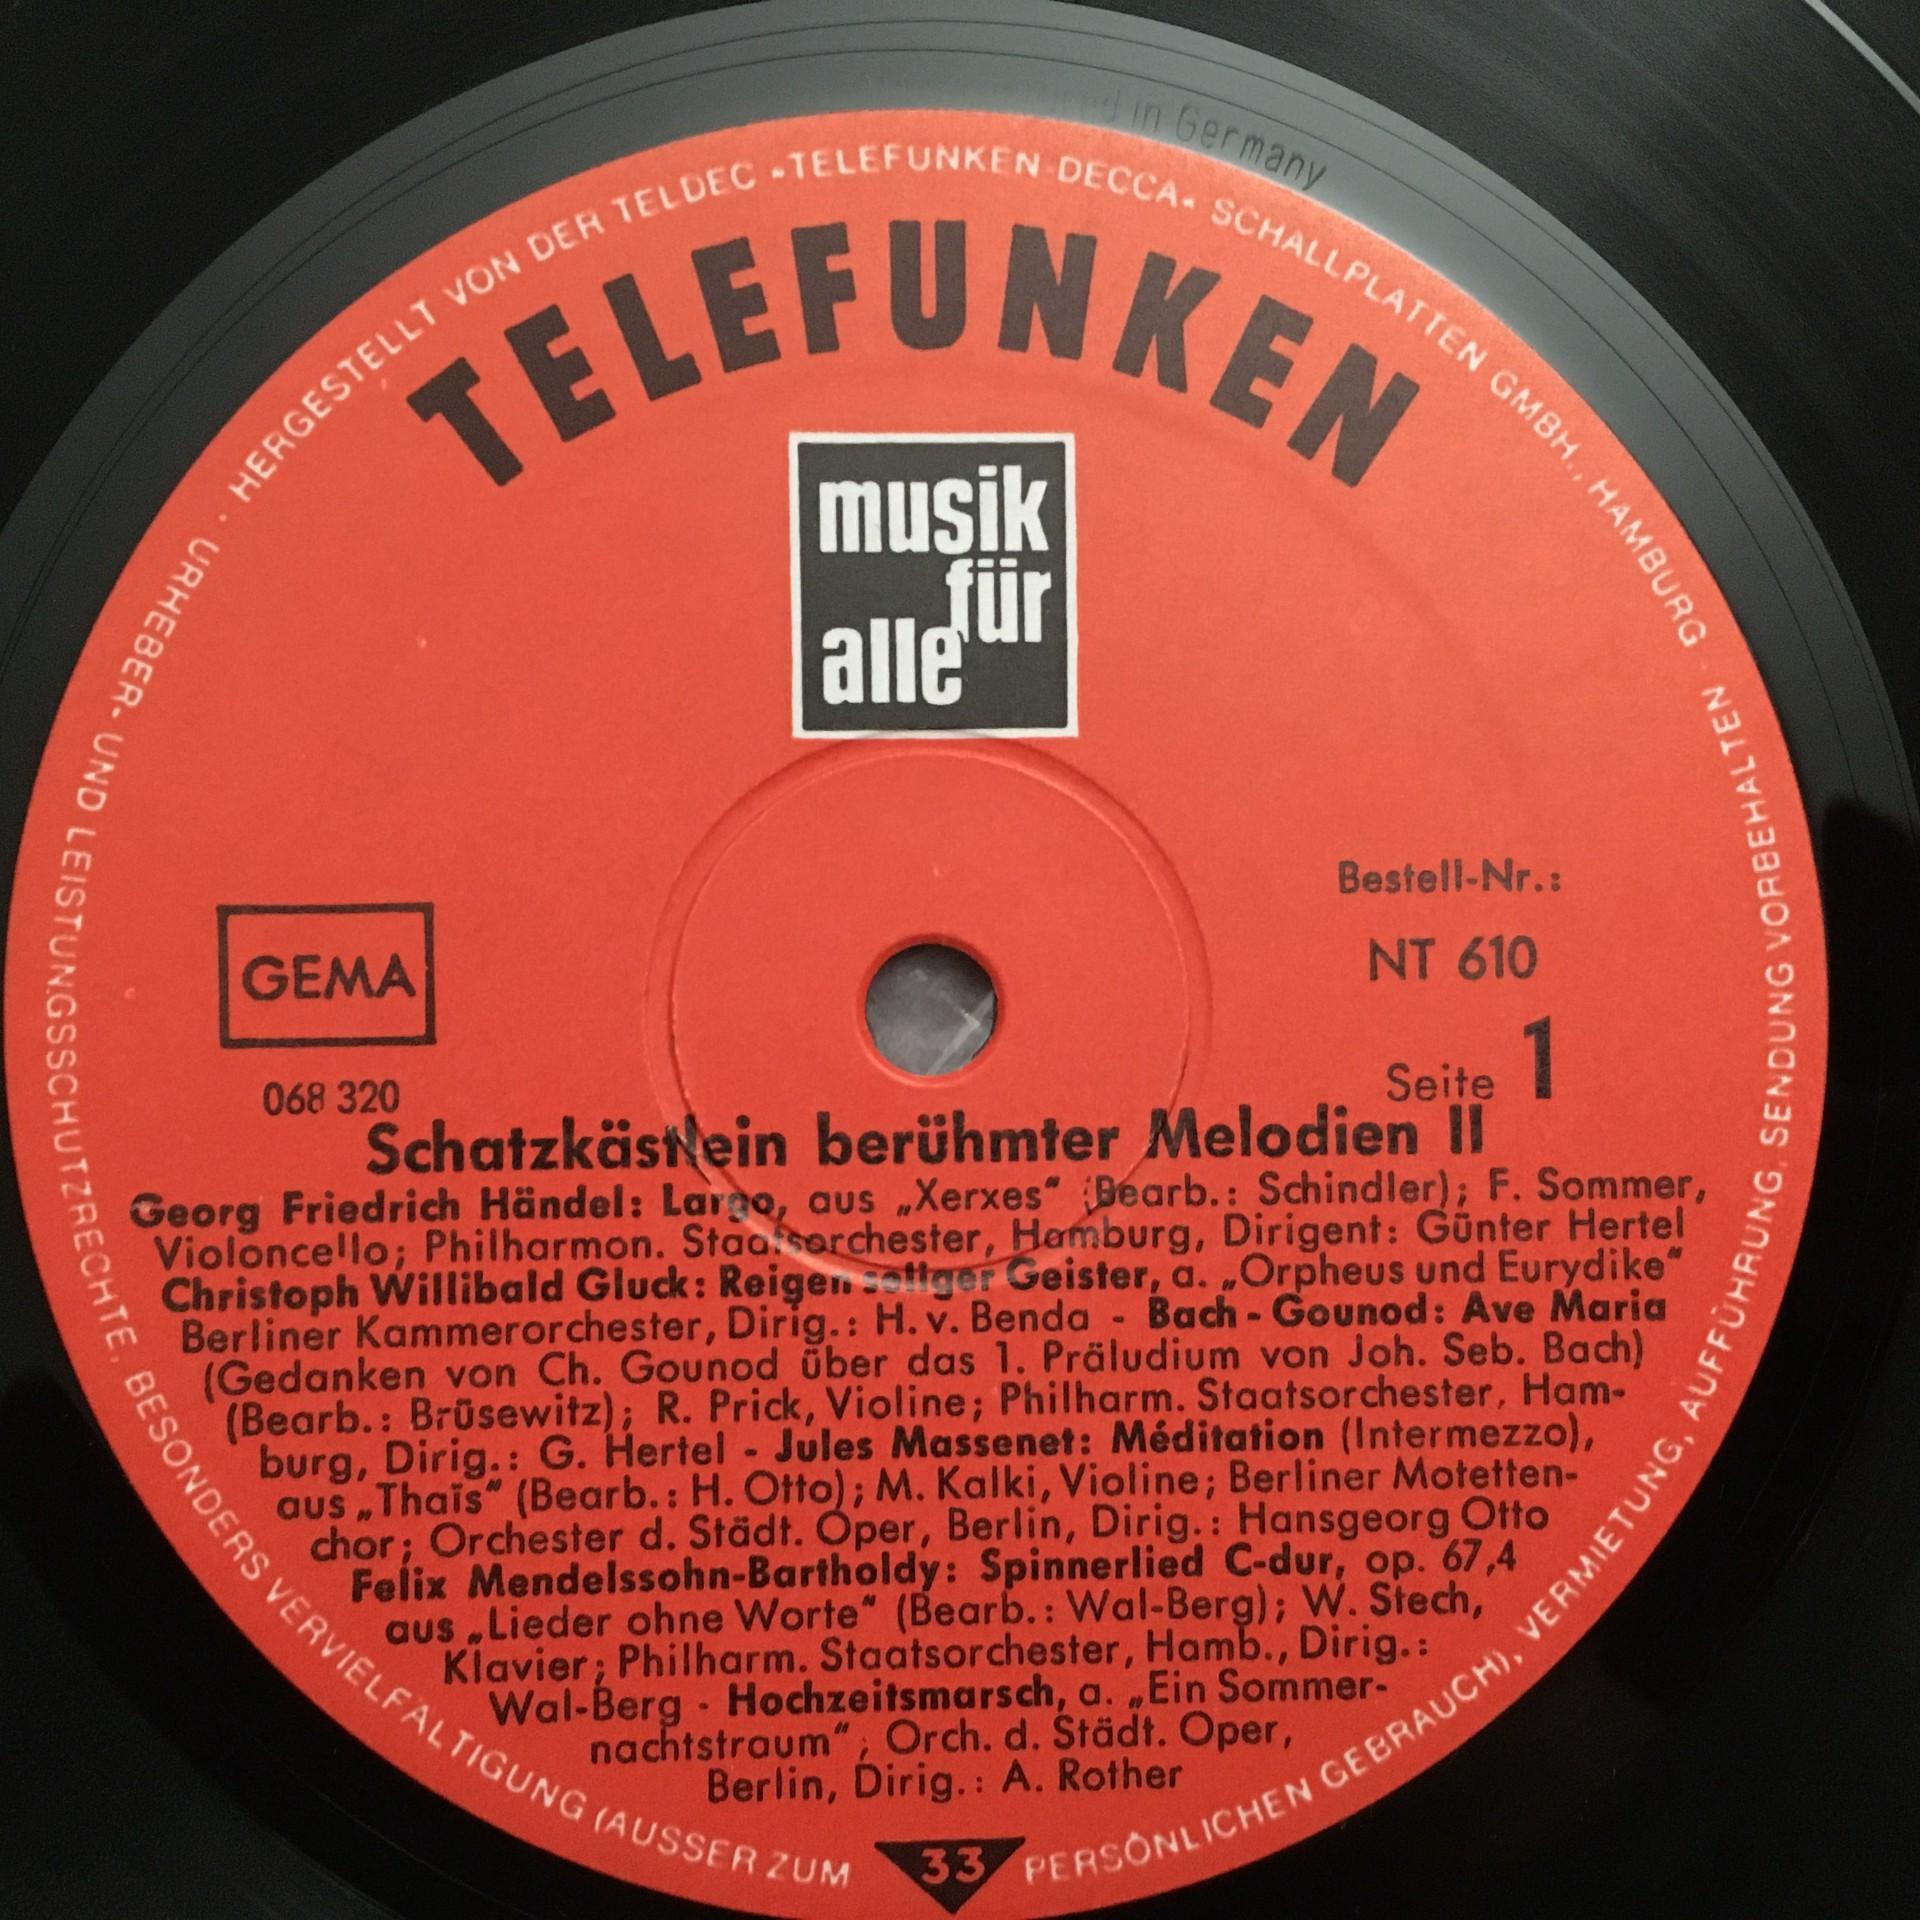 in Germany
HERGESTELLT VON DER TELDEC »TELEFUNKEN-DECCA« SCHALLPLATTEN GMBH., HAMBURG · URHEBER- UND LEISTUNGSSCHUTZRECHTE, BESONDERS VERVIELFÄLTIGUNG (AUSSER ZUM PERSÖNLICHEN GEBRAUCH), VERMIETUNG, AUFFÜHRUNG, SENDUNG VORBEHALTEN ·
TELEFUNKEN
musik
für
alle
Bestell-Nr.:
GEMA
NT 610
068 320
Seite 1
Schatzkästlein berühmter Melodien II
Georg Friedrich Händel: Largo, aus „Xerxes“ (Bearb.: Schindler); F. Sommer,
Violoncello; Philharmon. Staatsorchester, Hamburg, Dirigent: Günter Hertel
Christoph Willibald Gluck: Reigen seliger Geister, a. „Orpheus und Eurydike“
Berliner Kammerorchester, Dirig.: H. v. Benda - Bach - Gounod: Ave Maria
(Gedanken von Ch. Gounod über das 1. Präludium von Joh. Seb. Bach)
(Bearb.: Brüsewitz); R. Prick, Violine; Philharm. Staatsorchester, Ham-
burg, Dirig.: G. Hertel - Jules Massenet: Méditation (Intermezzo),
aus „Thaïs“ (Bearb.: H. Otto); M. Kalki, Violine; Berliner Motetten-
chor; Orchester d. Städt. Oper, Berlin, Dirig.: Hansgeorg Otto
Felix Mendelssohn-Bartholdy: Spinnerlied C-dur, op. 67,4
aus „Lieder ohne Worte“ (Bearb.: Wal-Berg); W. Stech,
Klavier; Philharm. Staatsorchester, Hamb., Dirig.:
Wal-Berg - Hochzeitsmarsch, a. „Ein Sommer-
nachtstraum“; Orch. d. Städt. Oper,
Berlin, Dirig.: A. Rother
33